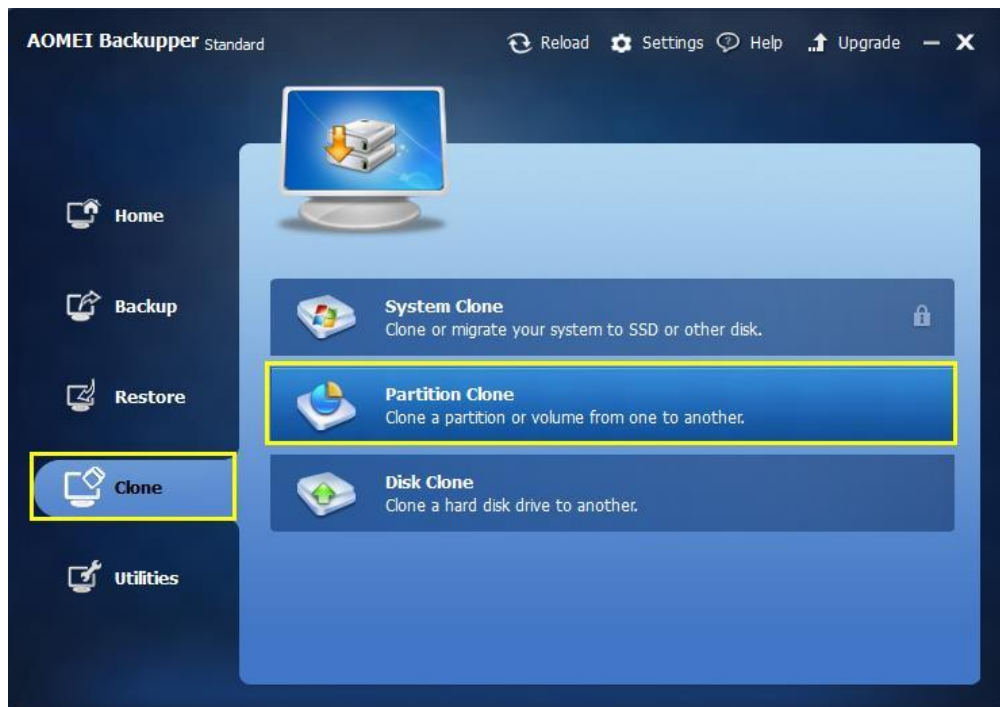 AOMEI Backupper Standard
Reload Settings Help Upgrade
Home
Backup
Restore
Clone
Utilities
System Clone
Clone or migrate your system to SSD or other disk.
Partition Clone
Clone a partition or volume from one to another.
Disk Clone
Clone a hard disk drive to another.